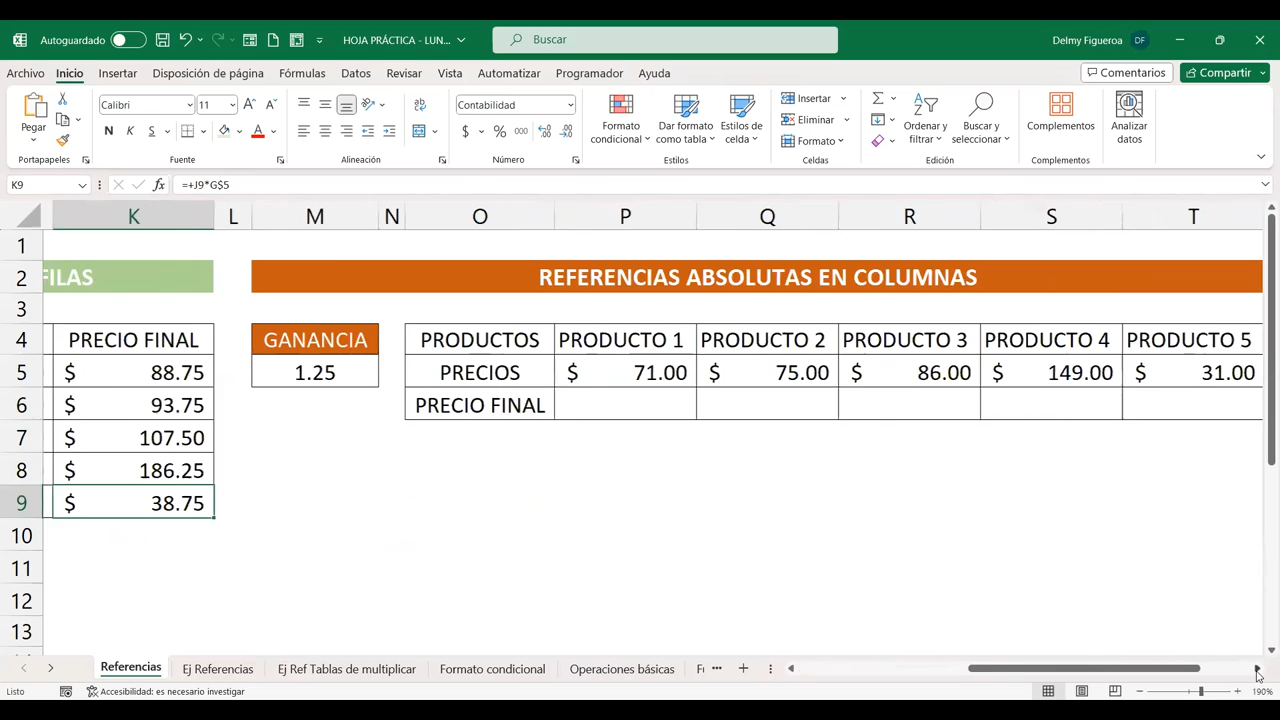 Autoguardado
HOJA PRÁCTICA - LUN...
Buscar
Delmy Figueroa DF
Archivo Inicio Insertar Disposición de página Fórmulas Datos Revisar Vista Automatizar Programador Ayuda
Comentarios Compartir
Pegar
Portapapeles
Calibri 11
N K S
Fuente
Alineación
Contabilidad
$ % 000
Número
Formato condicional
Dar formato como tabla
Estilos de celda
Estilos
Insertar
Eliminar
Formato
Celdas
Ordenar y filtrar
Buscar y seleccionar
Edición
Complementos
Complementos
Analizar datos
K9 fx =+J9*G$5
K L M N O P Q R S T
1
2 FILAS REFERENCIAS ABSOLUTAS EN COLUMNAS
3
4 PRECIO FINAL GANANCIA PRODUCTOS PRODUCTO 1 PRODUCTO 2 PRODUCTO 3 PRODUCTO 4 PRODUCTO 5
5 $ 88.75 1.25 PRECIOS $ 71.00 $ 75.00 $ 86.00 $ 149.00 $ 31.00
6 $ 93.75 PRECIO FINAL
7 $ 107.50
8 $ 186.25
9 $ 38.75
10
11
12
13
Referencias Ej Referencias Ej Ref Tablas de multiplicar Formato condicional Operaciones básicas
Listo Accesibilidad: es necesario investigar 190%